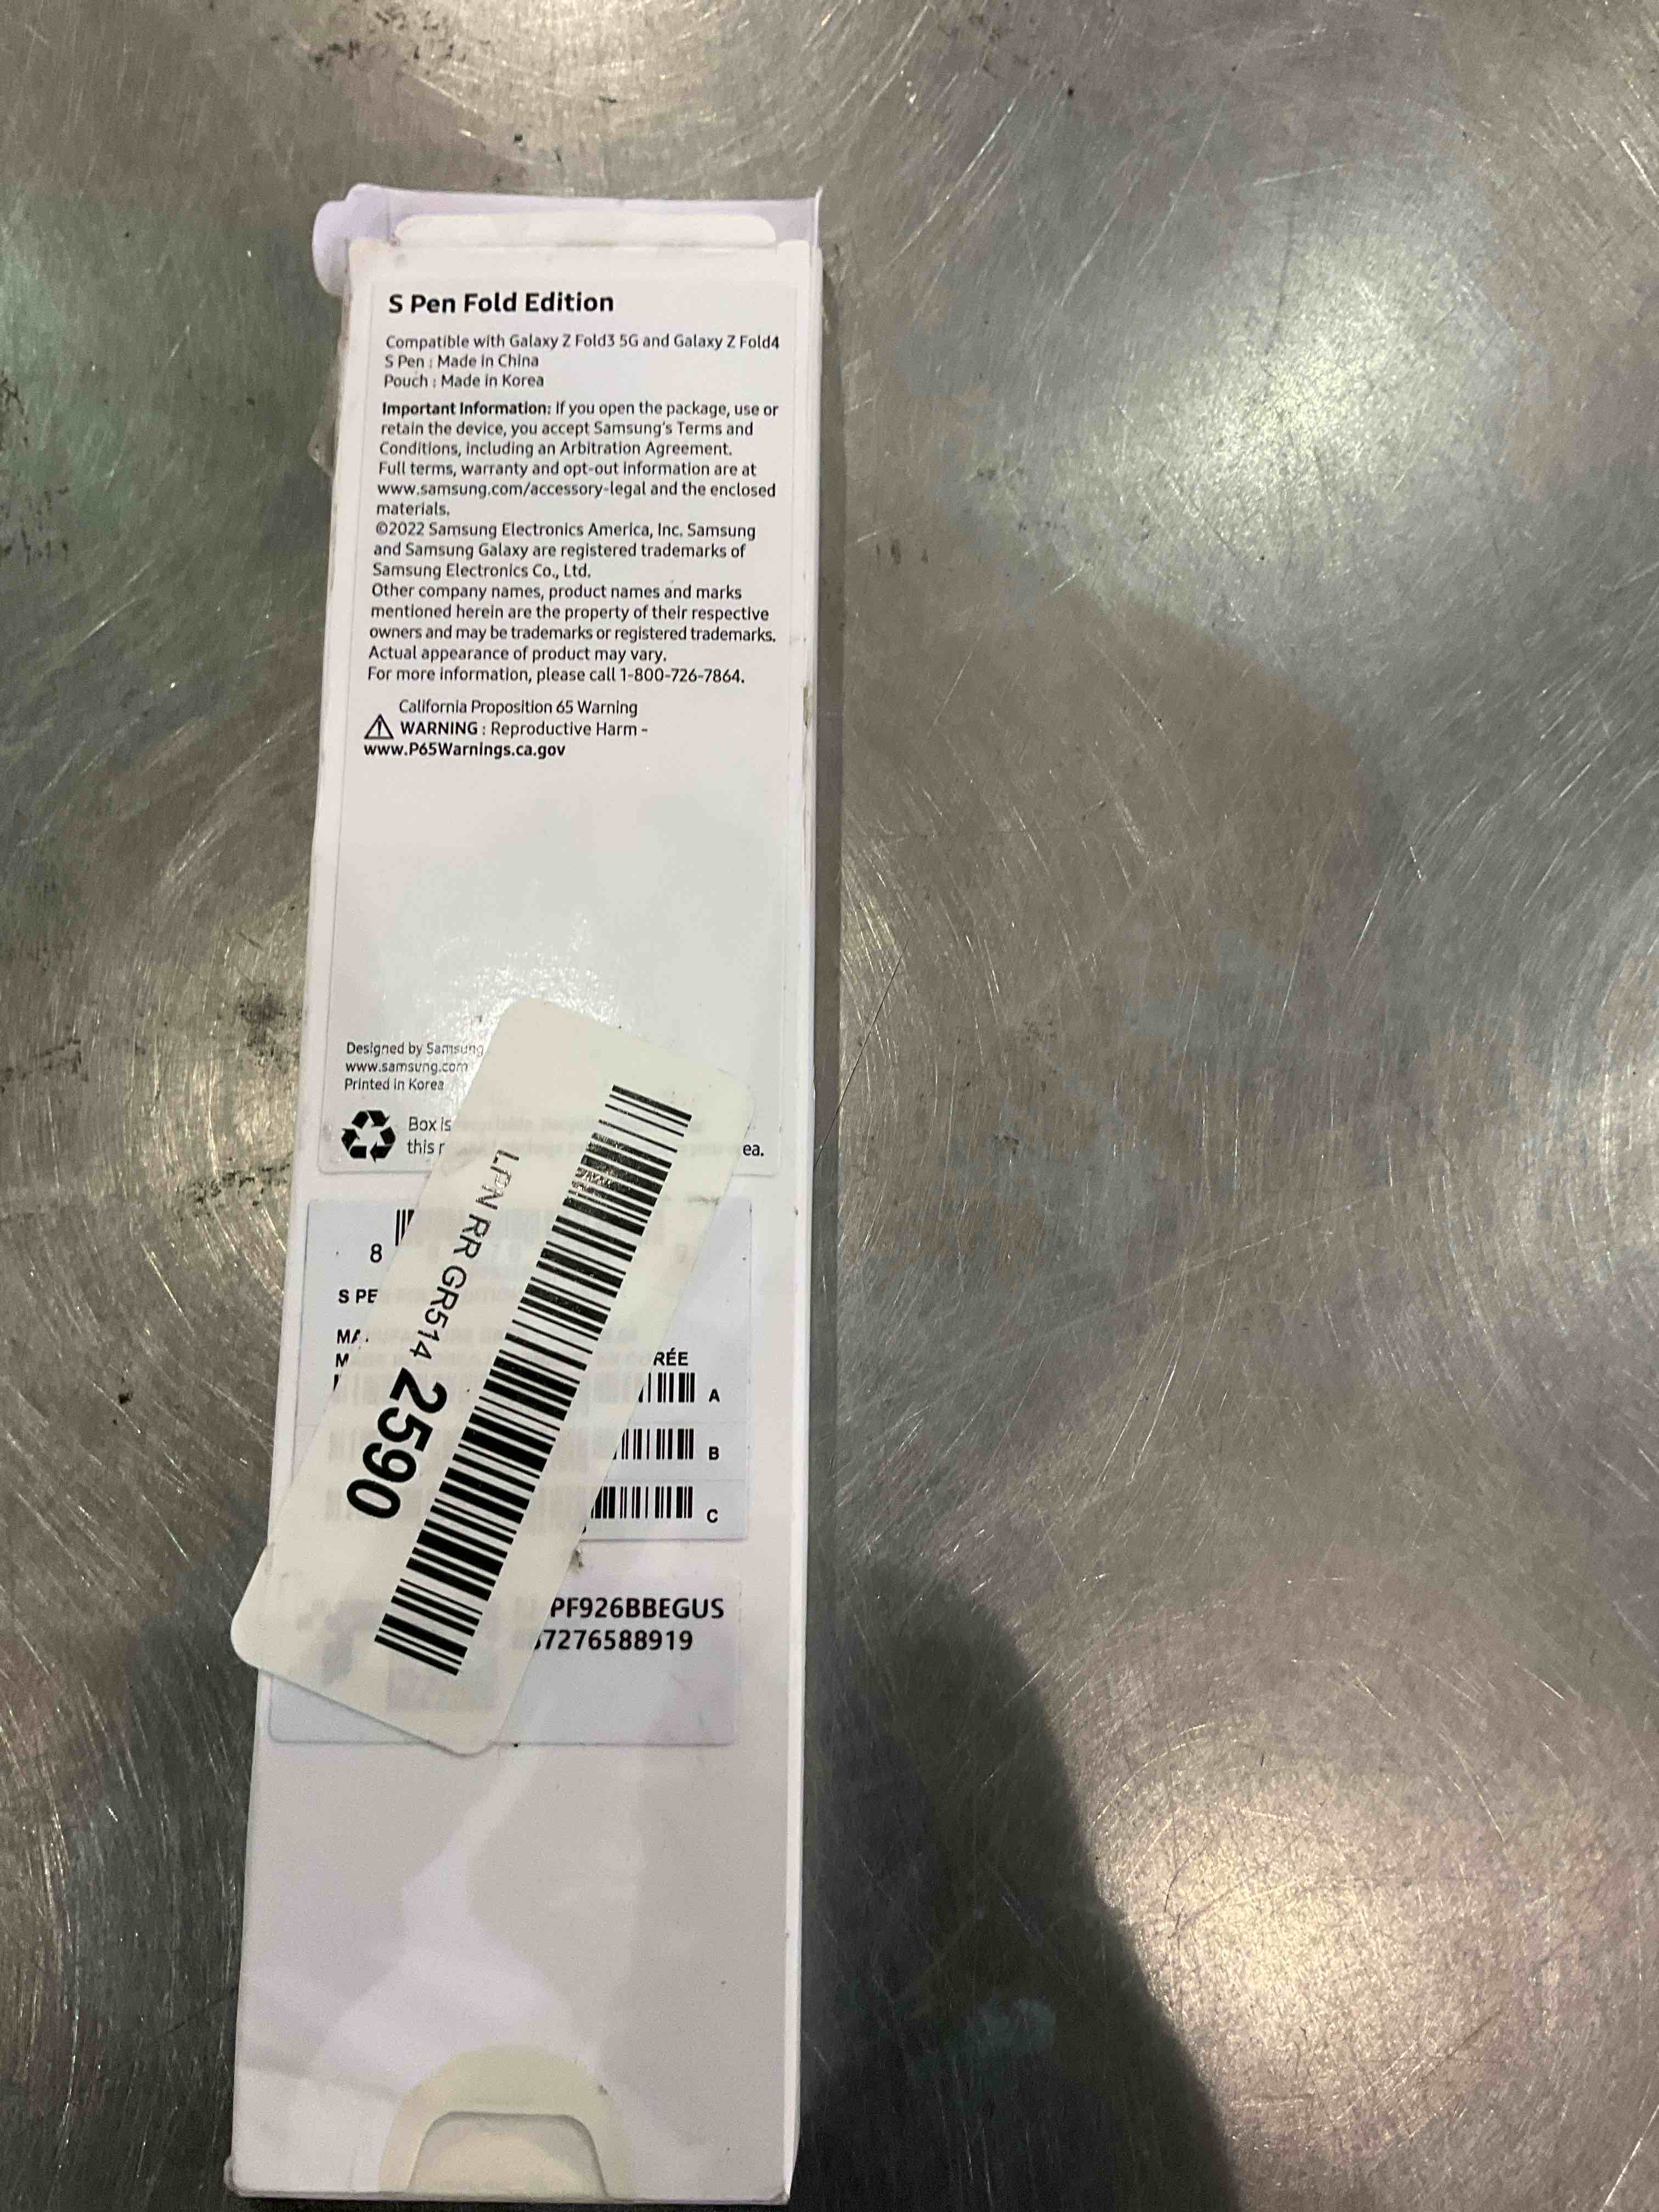 S Pen Fold Edition
Compatible with Galaxy Z Fold3 5G and Galaxy Z Fold4
S Pen : Made in China
Pouch : Made in Korea
Important Information: If you open the package, use or
retain the device, you accept Samsung's Terms and
Conditions, including an Arbitration Agreement.
Full terms, warranty and opt-out information are at
www.samsung.com/accessory-legal and the enclosed
materials.
©2022 Samsung Electronics America, Inc. Samsung
and Samsung Galaxy are registered trademarks of
Samsung Electronics Co., Ltd.
Other company names, product names and marks
mentioned herein are the property of their respective
owners and may be trademarks or registered trademarks.
Actual appearance of product may vary.
For more information, please call 1-800-726-7864.
California Proposition 65 Warning
WARNING : Reproductive Harm -
www.P65Warnings.ca.gov
Designed by Samsung
www.samsung.com
Printed in Korea
Box is
this r
ea.
LPN RR GR514 2590
8
S PE
RÉE
A
B
C
PF926BBEGUS
7276588919